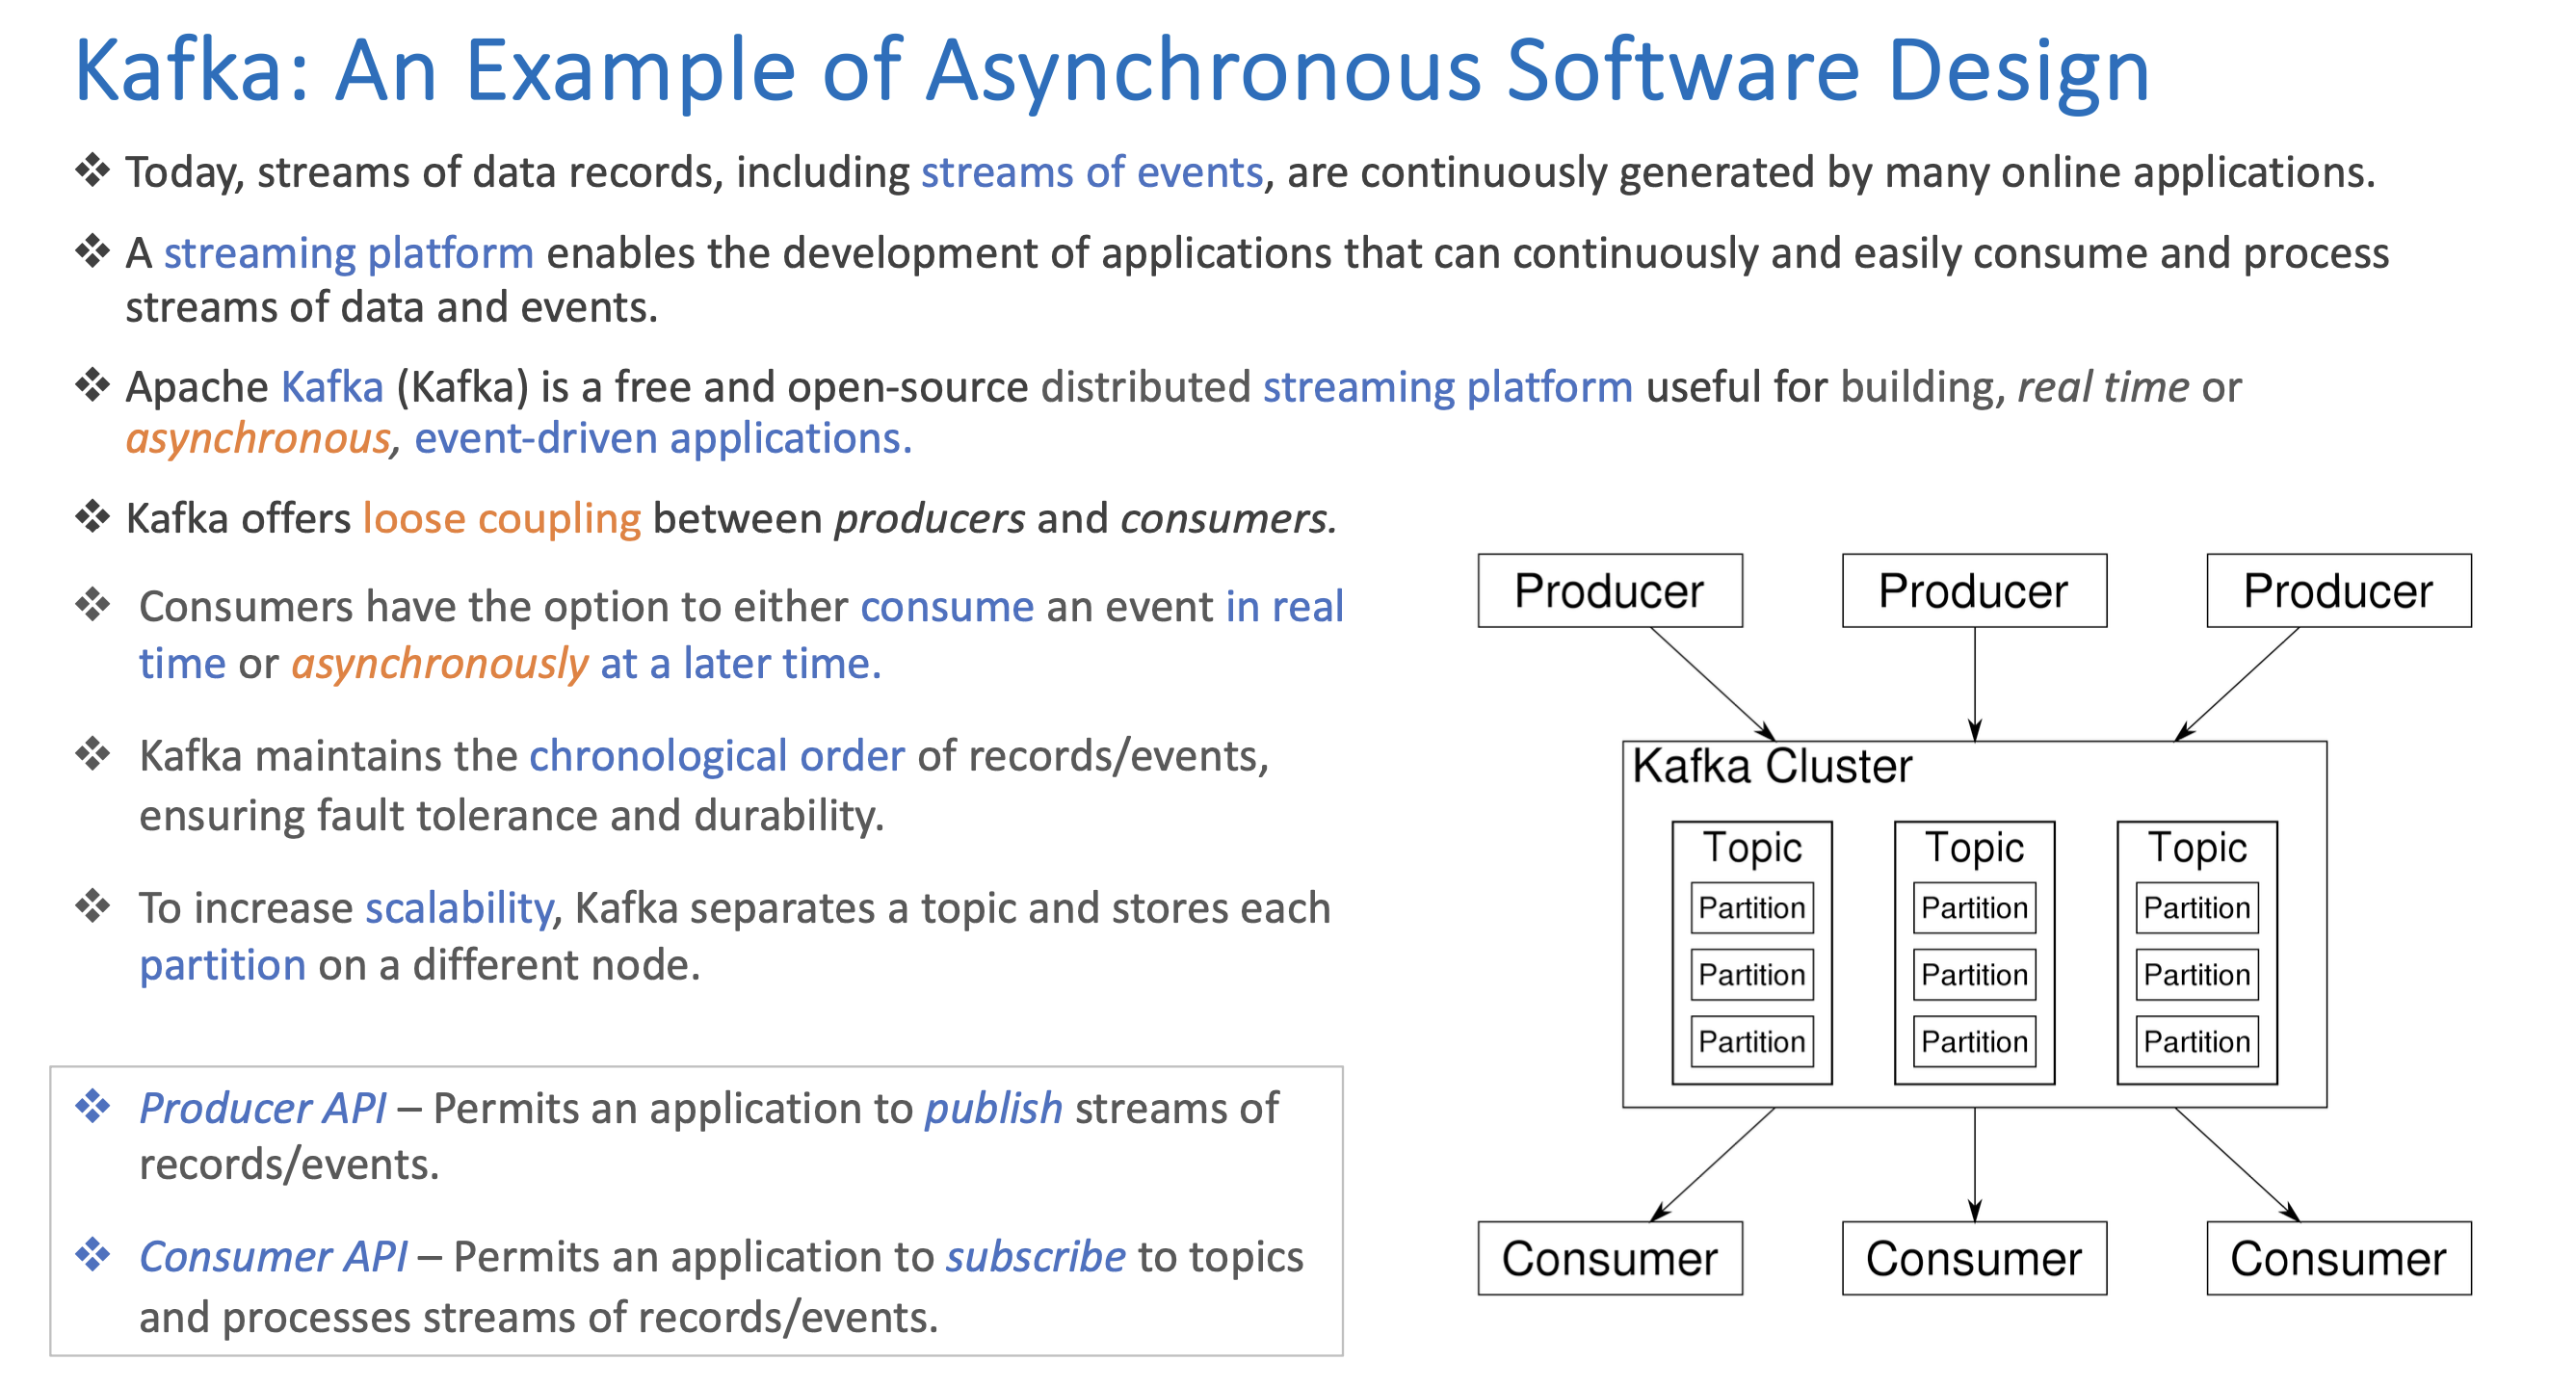 Kafka: An Example of Asynchronous Software Design
❖ Today, streams of data records, including streams of events, are continuously generated by many online applications.
❖ A streaming platform enables the development of applications that can continuously and easily consume and process
streams of data and events.
❖ Apache Kafka (Kafka) is a free and open-source distributed streaming platform useful for building, real time or
asynchronous, event-driven applications.
❖ Kafka offers loose coupling between producers and consumers.
❖ Consumers have the option to either consume an event in real
time or asynchronously at a later time.
❖ Kafka maintains the chronological order of records/events,
ensuring fault tolerance and durability.
❖ To increase scalability, Kafka separates a topic and stores each
partition on a different node.
❖ Producer API – Permits an application to publish streams of
records/events.
❖ Consumer API – Permits an application to subscribe to topics
and processes streams of records/events.
Producer Producer Producer
Kafka Cluster
Topic Topic Topic
Partition Partition Partition
Partition Partition Partition
Partition Partition Partition
Consumer Consumer Consumer